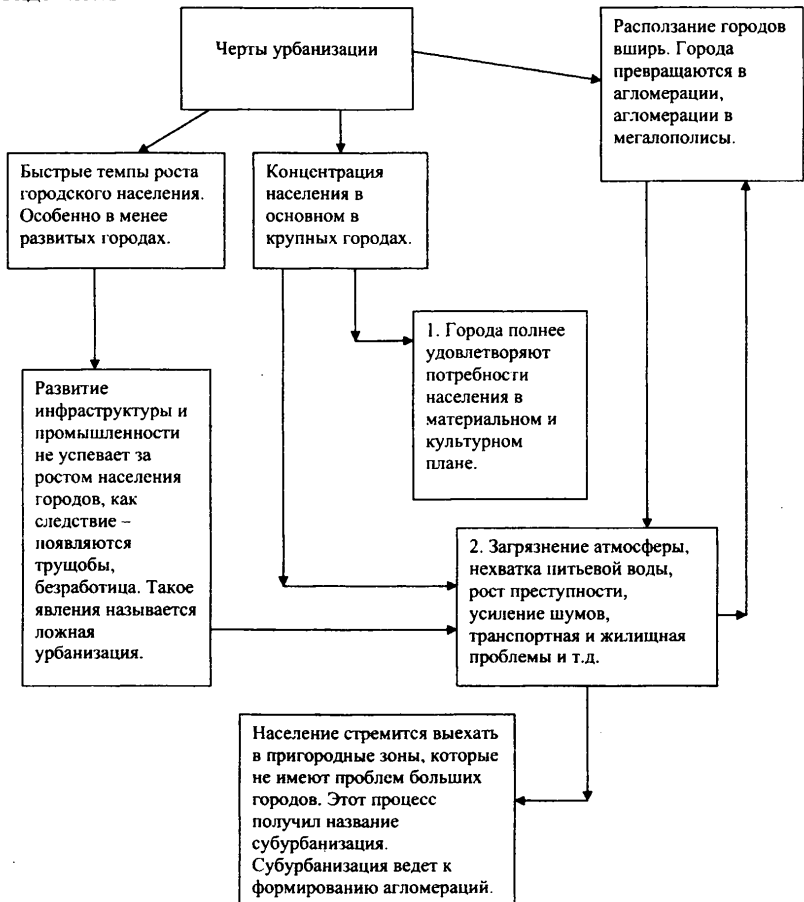 Черты урбанизации
Расползание городов
вширь. Города
превращаются в
агломерации,
агломерации в
мегалополисы.
Быстрые темпы роста
городского населения.
Особенно в менее
развитых городах.
Концентрация
населения в
основном в
крупных городах.
1. Города полнее
удовлетворяют
потребности
населения в
материальном и
культурном
плане.
Развитие
инфраструктуры и
промышленности
не успевает за
ростом населения
городов, как
следствие –
появляются
трущобы,
безработица. Такое
явления называется
ложная
урбанизация.
2. Загрязнение атмосферы,
нехватка питьевой воды,
рост преступности,
усиление шумов,
транспортная и жилищная
проблемы и т.д.
Население стремится выехать
в пригородные зоны, которые
не имеют проблем больших
городов. Этот процесс
получил название
субурбанизация.
Субурбанизация ведет к
формированию агломераций.